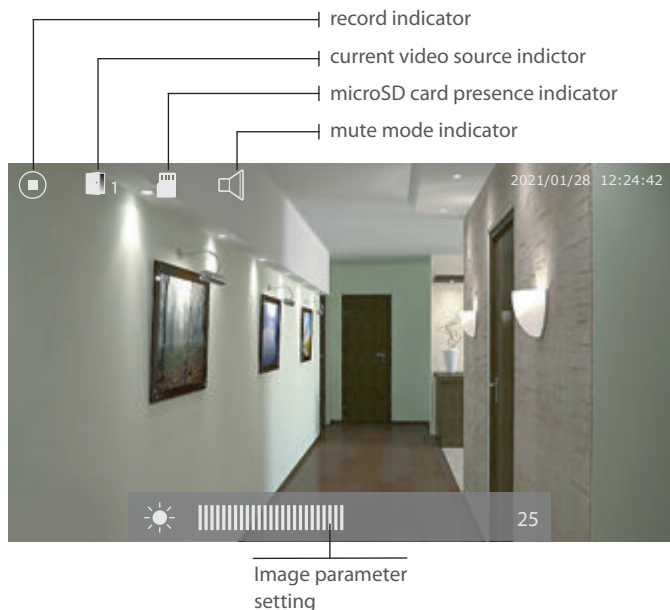 record indicator
current video source indictor
microSD card presence indicator
mute mode indicator
1
2021/01/28 12:24:42
25
Image parameter
setting